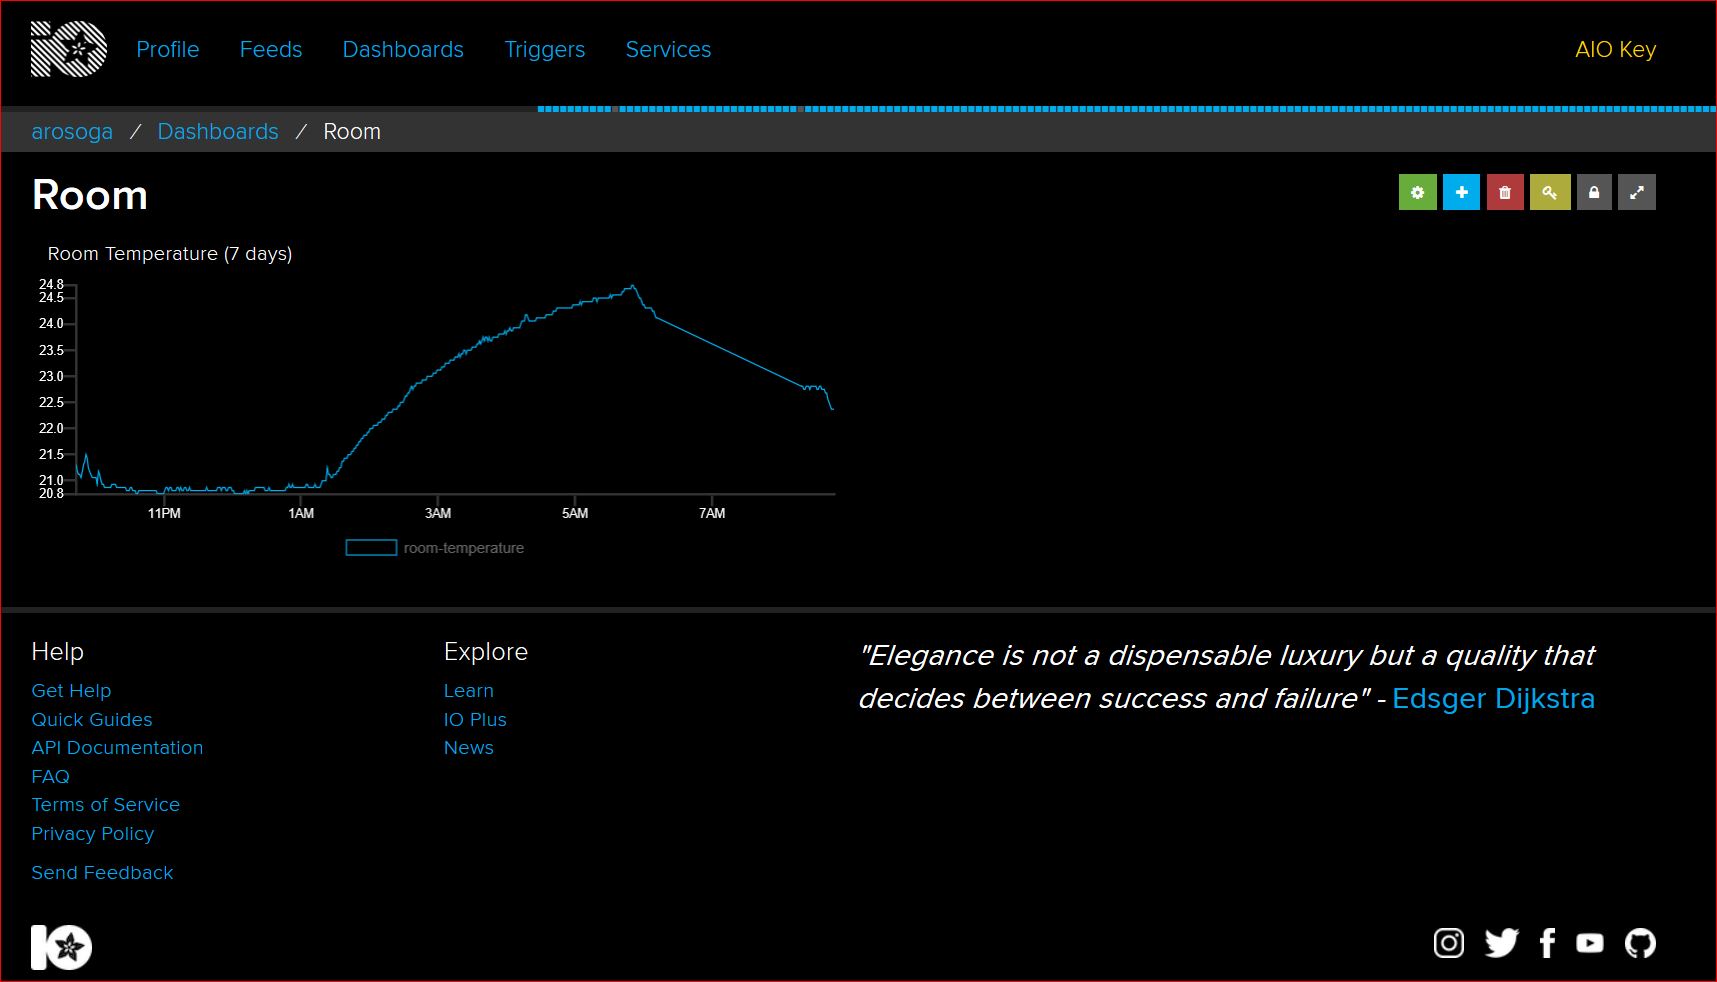 iO
Profile
Feeds
Dashboards
Triggers
Services
AIO Key
arosoga / Dashboards / Room
Room
Room Temperature (7 days)
24.8
24.5
24.0
23.5
23.0
22.5
22.0
21.5
21.0
20.8
11PM
1AM
3AM
5AM
7AM
room-temperature
Help
Get Help
Quick Guides
API Documentation
FAQ
Terms of Service
Privacy Policy
Send Feedback
Explore
Learn
IO Plus
News
"Elegance is not a dispensable luxury but a quality that
decides between success and failure" - Edsger Dijkstra
IO